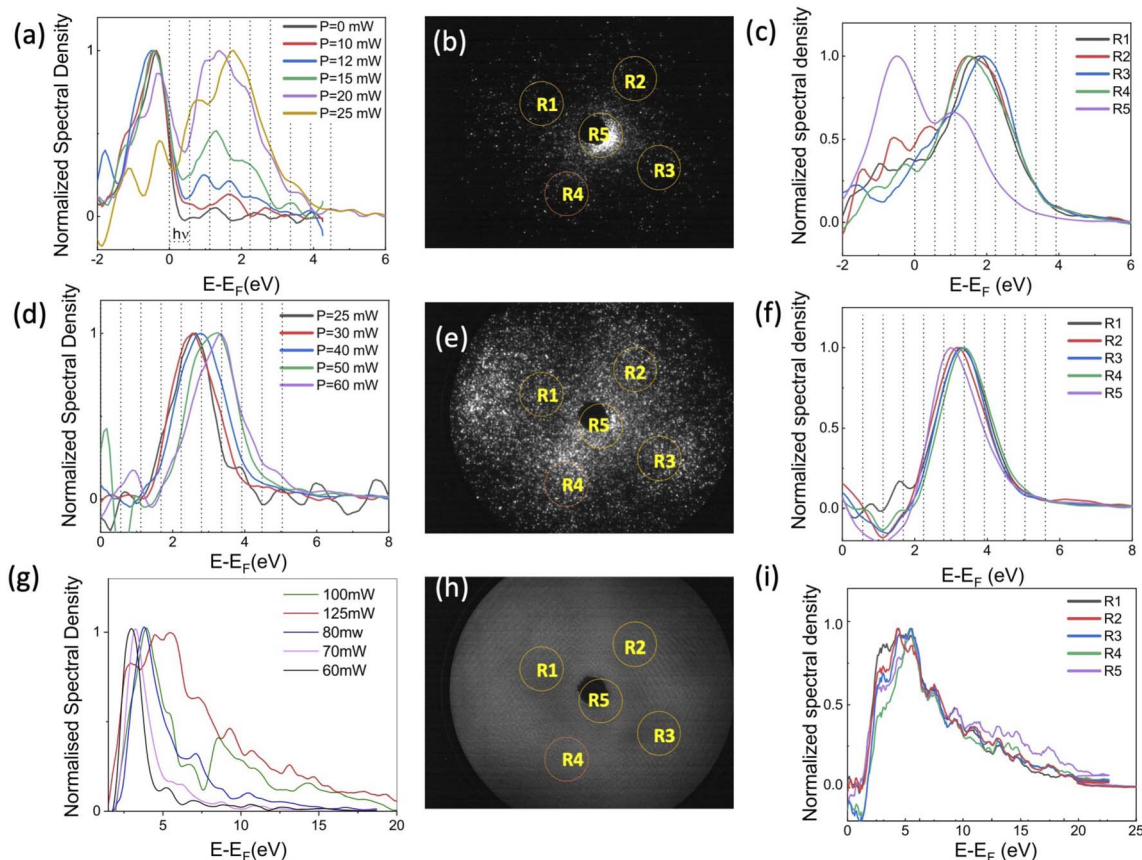 (a)
Normalized Spectral Density
1
0
P=0 mW
P=10 mW
P=12 mW
P=15 mW
P=20 mW
P=25 mW
hν
-2 0 2 4 6
E-EF(eV)
(b)
R1
R2
R5
R3
R4
(c)
Normalized Spectral density
1.0
0.5
0.0
R1
R2
R3
R4
R5
-2 0 2 4 6
E-EF (eV)
(d)
Normalized Spectral Density
1
0
P=25 mW
P=30 mW
P=40 mW
P=50 mW
P=60 mW
0 2 4 6 8
E-EF(eV)
(e)
R1
R2
R5
R3
R4
(f)
Normalized Spectral density
1.0
0.5
0.0
R1
R2
R3
R4
R5
0 2 4 6 8
E-EF (eV)
(g)
Normalised Spectral Density
1
0
100mW
125mW
80mw
70mW
60mW
5 10 15 20
E-EF(eV)
(h)
R1
R2
R5
R3
R4
(i)
Normalized spectral density
1.0
0.5
0.0
R1
R2
R3
R4
R5
0 5 10 15 20 25
E-EF (eV)